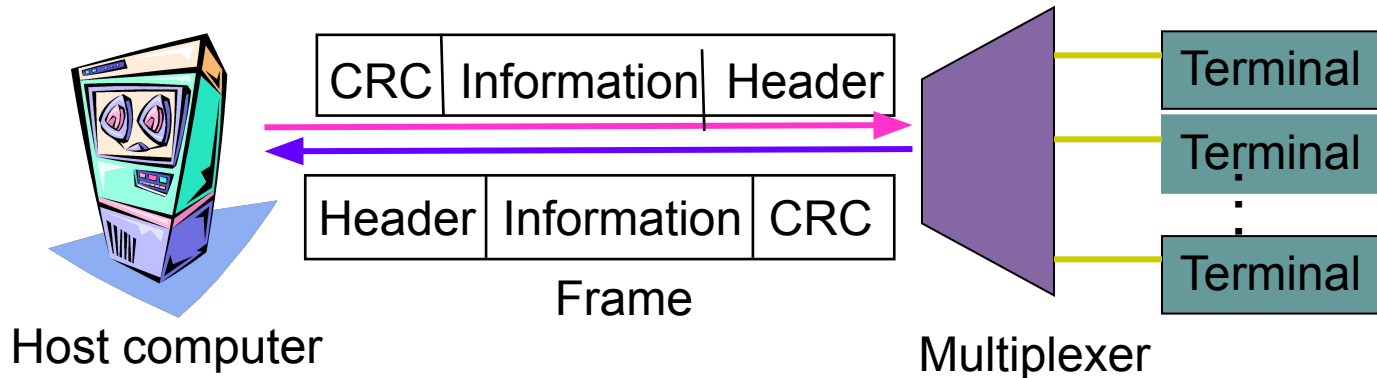 CRC Information Header
Terminal
Terminal
Header Information CRC
Terminal
Frame
Host computer
Multiplexer